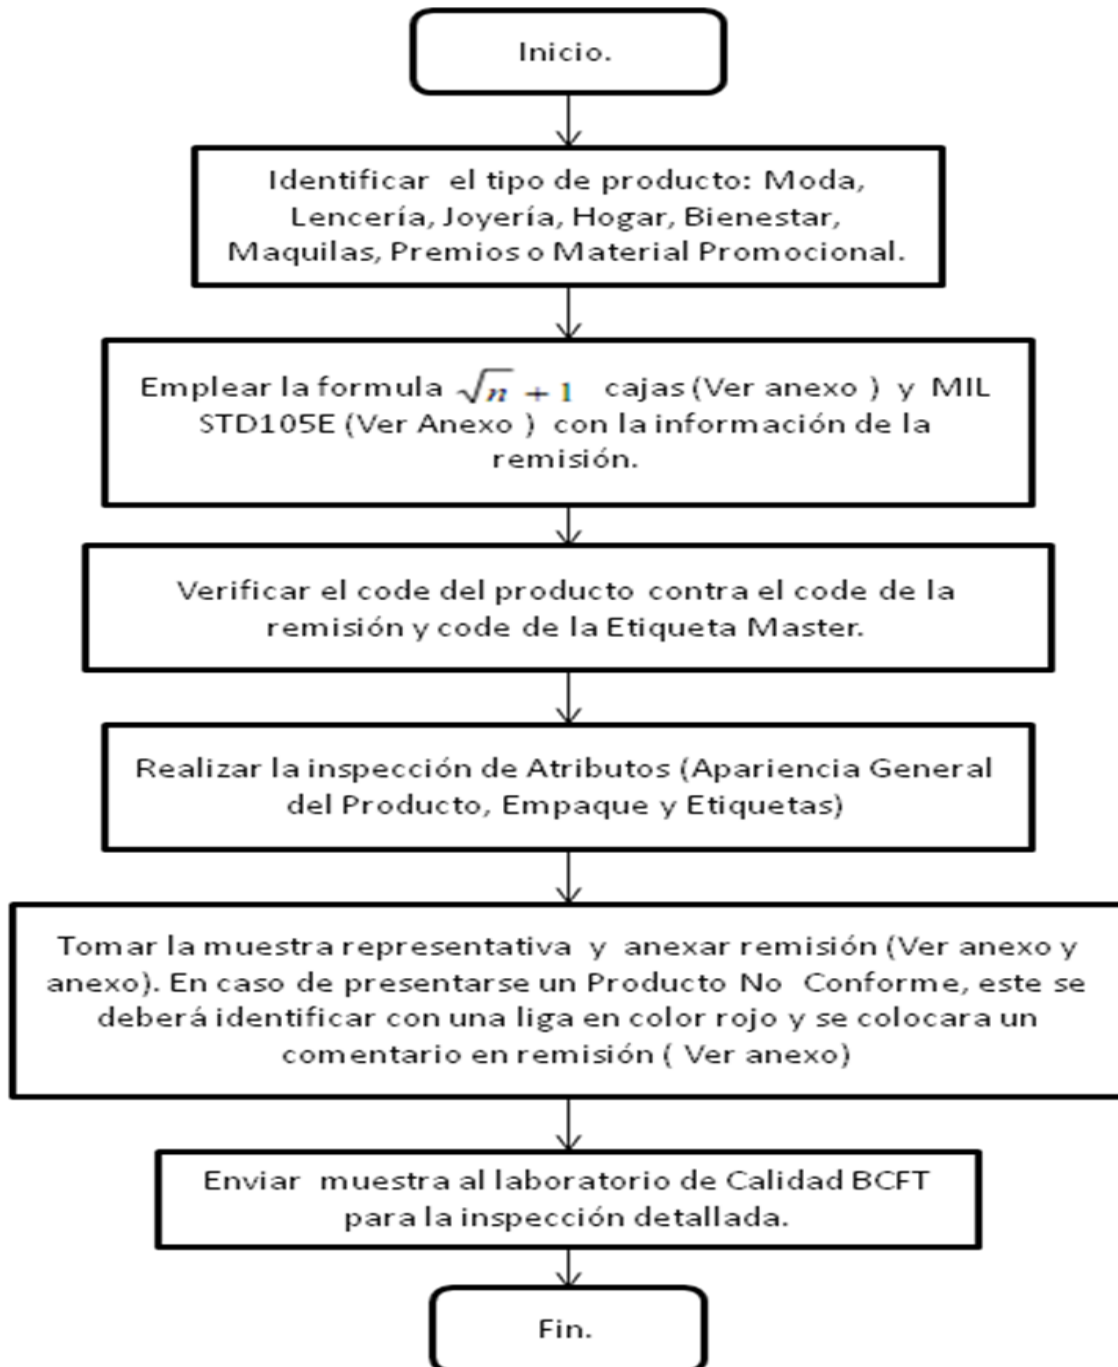 Inicio.
Identificar el tipo de producto: Moda,
Lencería, Joyería, Hogar, Bienestar,
Maquilas, Premios o Material Promocional.
Emplear la formula √n + 1 cajas (Ver anexo ) y MIL
STD105E (Ver Anexo ) con la información de la
remisión.
Verificar el code del producto contra el code de la
remisión y code de la Etiqueta Master.
Realizar la inspección de Atributos (Apariencia General
del Producto, Empaque y Etiquetas)
Tomar la muestra representativa y anexar remisión (Ver anexo y
anexo). En caso de presentarse un Producto No Conforme, este se
deberá identificar con una liga en color rojo y se colocara un
comentario en remisión ( Ver anexo)
Enviar muestra al laboratorio de Calidad BCFT
para la inspección detallada.
Fin.